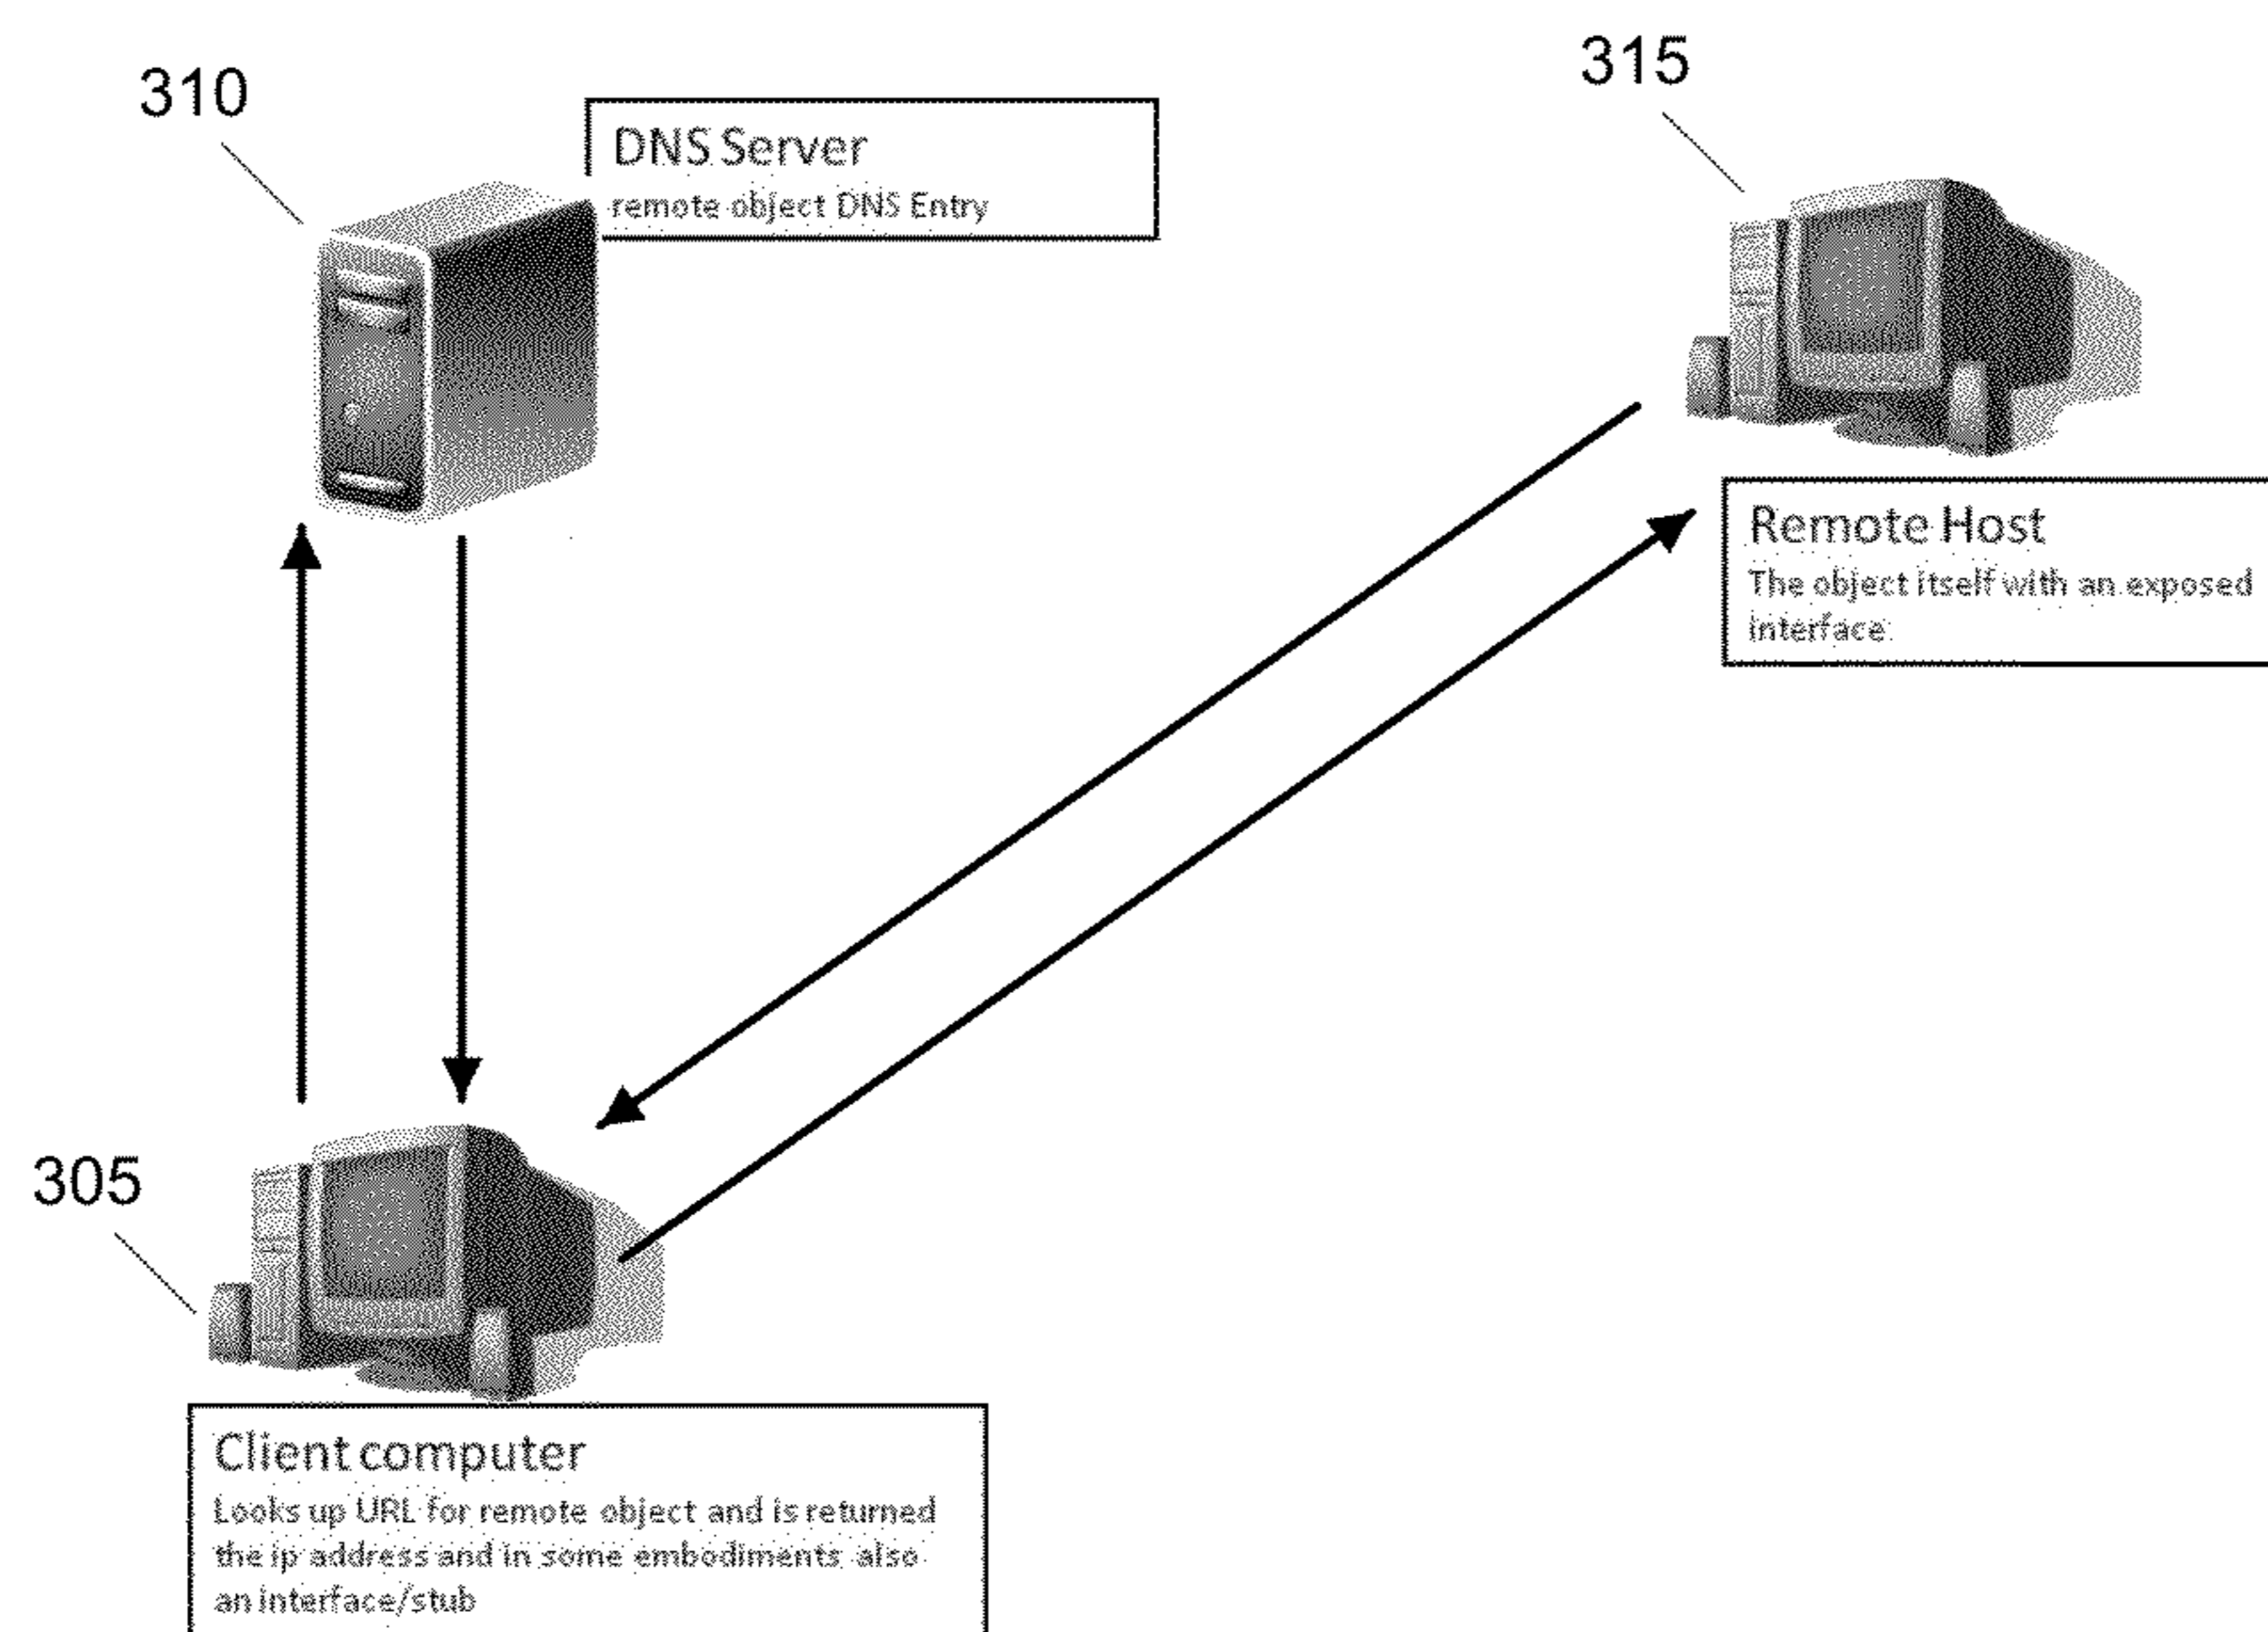 310
DNS Server
remote object DNS Entry
315
Remote Host
The object itself with an exposed
interface
305
Client computer
Looks up URL for remote object and is returned
the ip address and in some embodiments also
an interface/stub